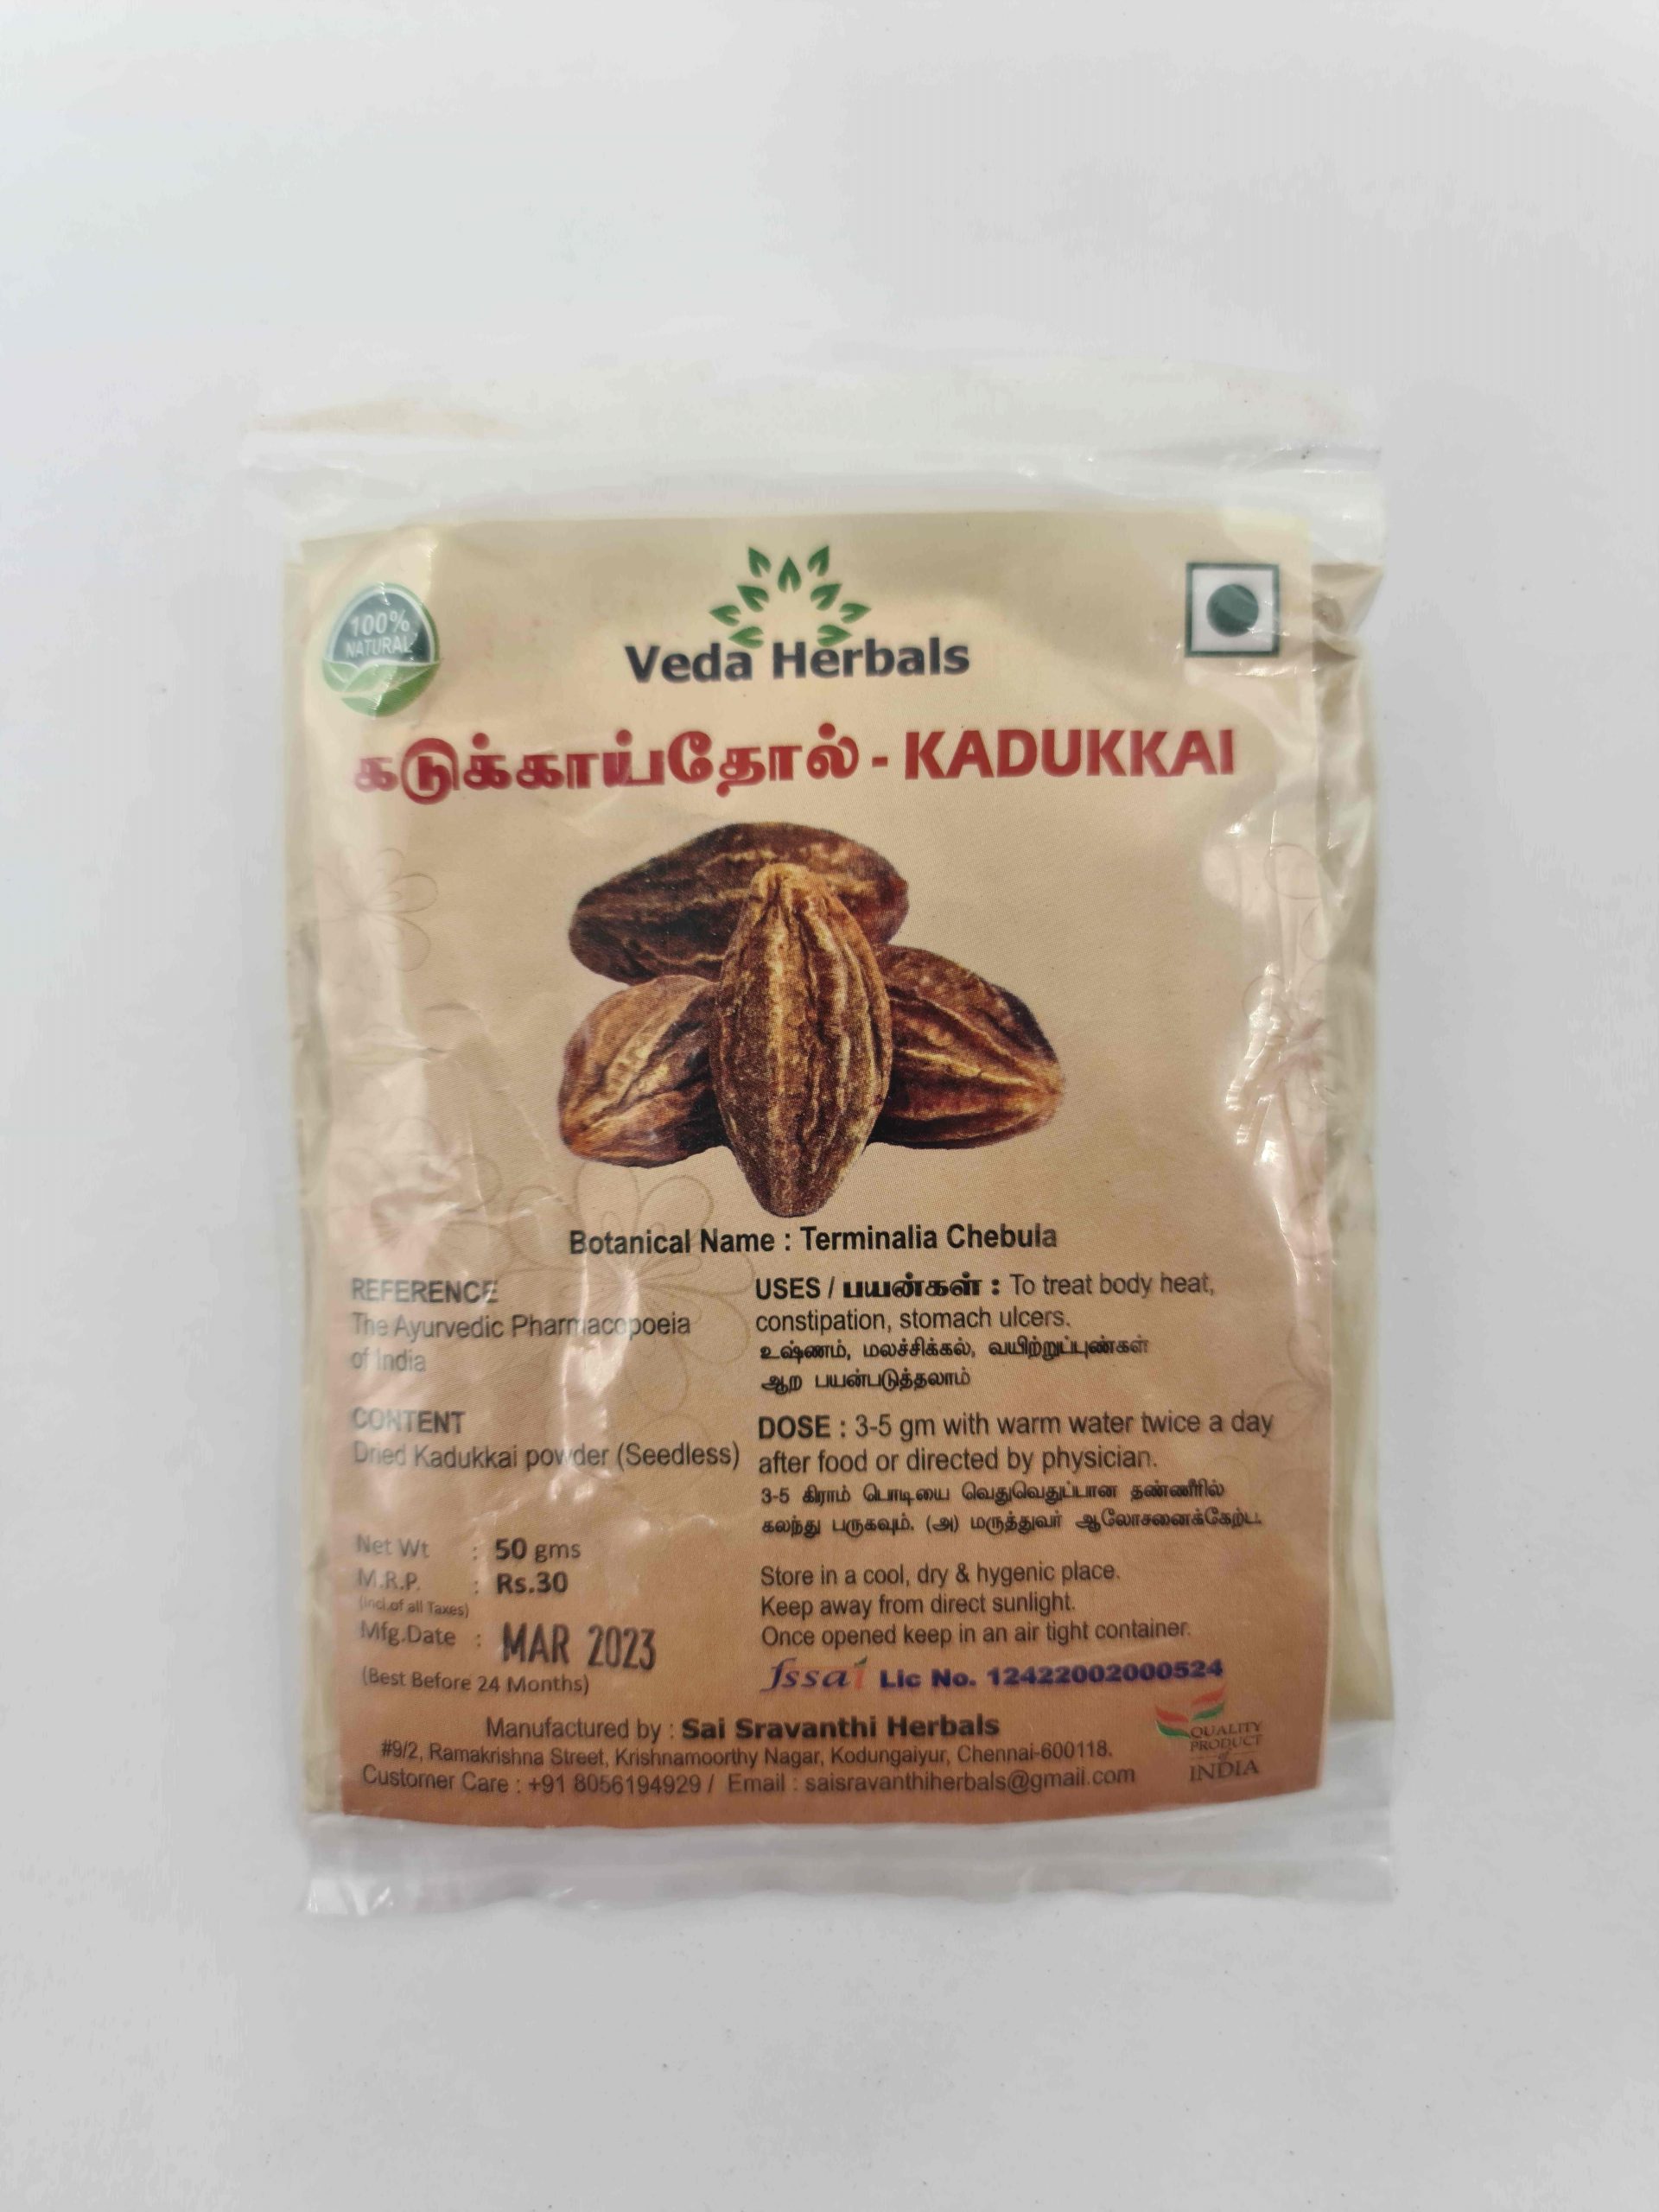 100%
NATURAL
Veda Herbals
கடுக்காய்தோல் - KADUKKAI
Botanical Name : Terminalia Chebula
REFERENCE
The Ayurvedic Pharmacopoeia
of India
CONTENT
Dried Kadukkai powder (Seedless)
Net Wt : 50 gms
M.R.P. : Rs.30
(Incl.of all Taxes)
Mfg.Date : MAR 2023
(Best Before 24 Months)
USES / பயன்கள் : To treat body heat,
constipation, stomach ulcers.
உஷ்ணம், மலச்சிக்கல், வயிற்றுப்புண்கள்
ஆற பயன்படுத்தலாம்
DOSE : 3-5 gm with warm water twice a day
after food or directed by physician.
3-5 கிராம் பொடியை வெதுவெதுப்பான தண்ணீரில்
கலந்து பருகவும். (அ) மருத்துவர் ஆலோசனைக்கேற்ப.
Store in a cool, dry & hygenic place.
Keep away from direct sunlight.
Once opened keep in an air tight container.
fssai Lic No. 12422002000524
Manufactured by : Sai Sravanthi Herbals
#9/2, Ramakrishna Street, Krishnamoorthy Nagar, Kodungaiyur, Chennai-600118.
Customer Care : +91 8056194929 / Email : saisravanthiherbals@gmail.com
QUALITY
PRODUCT
of
INDIA